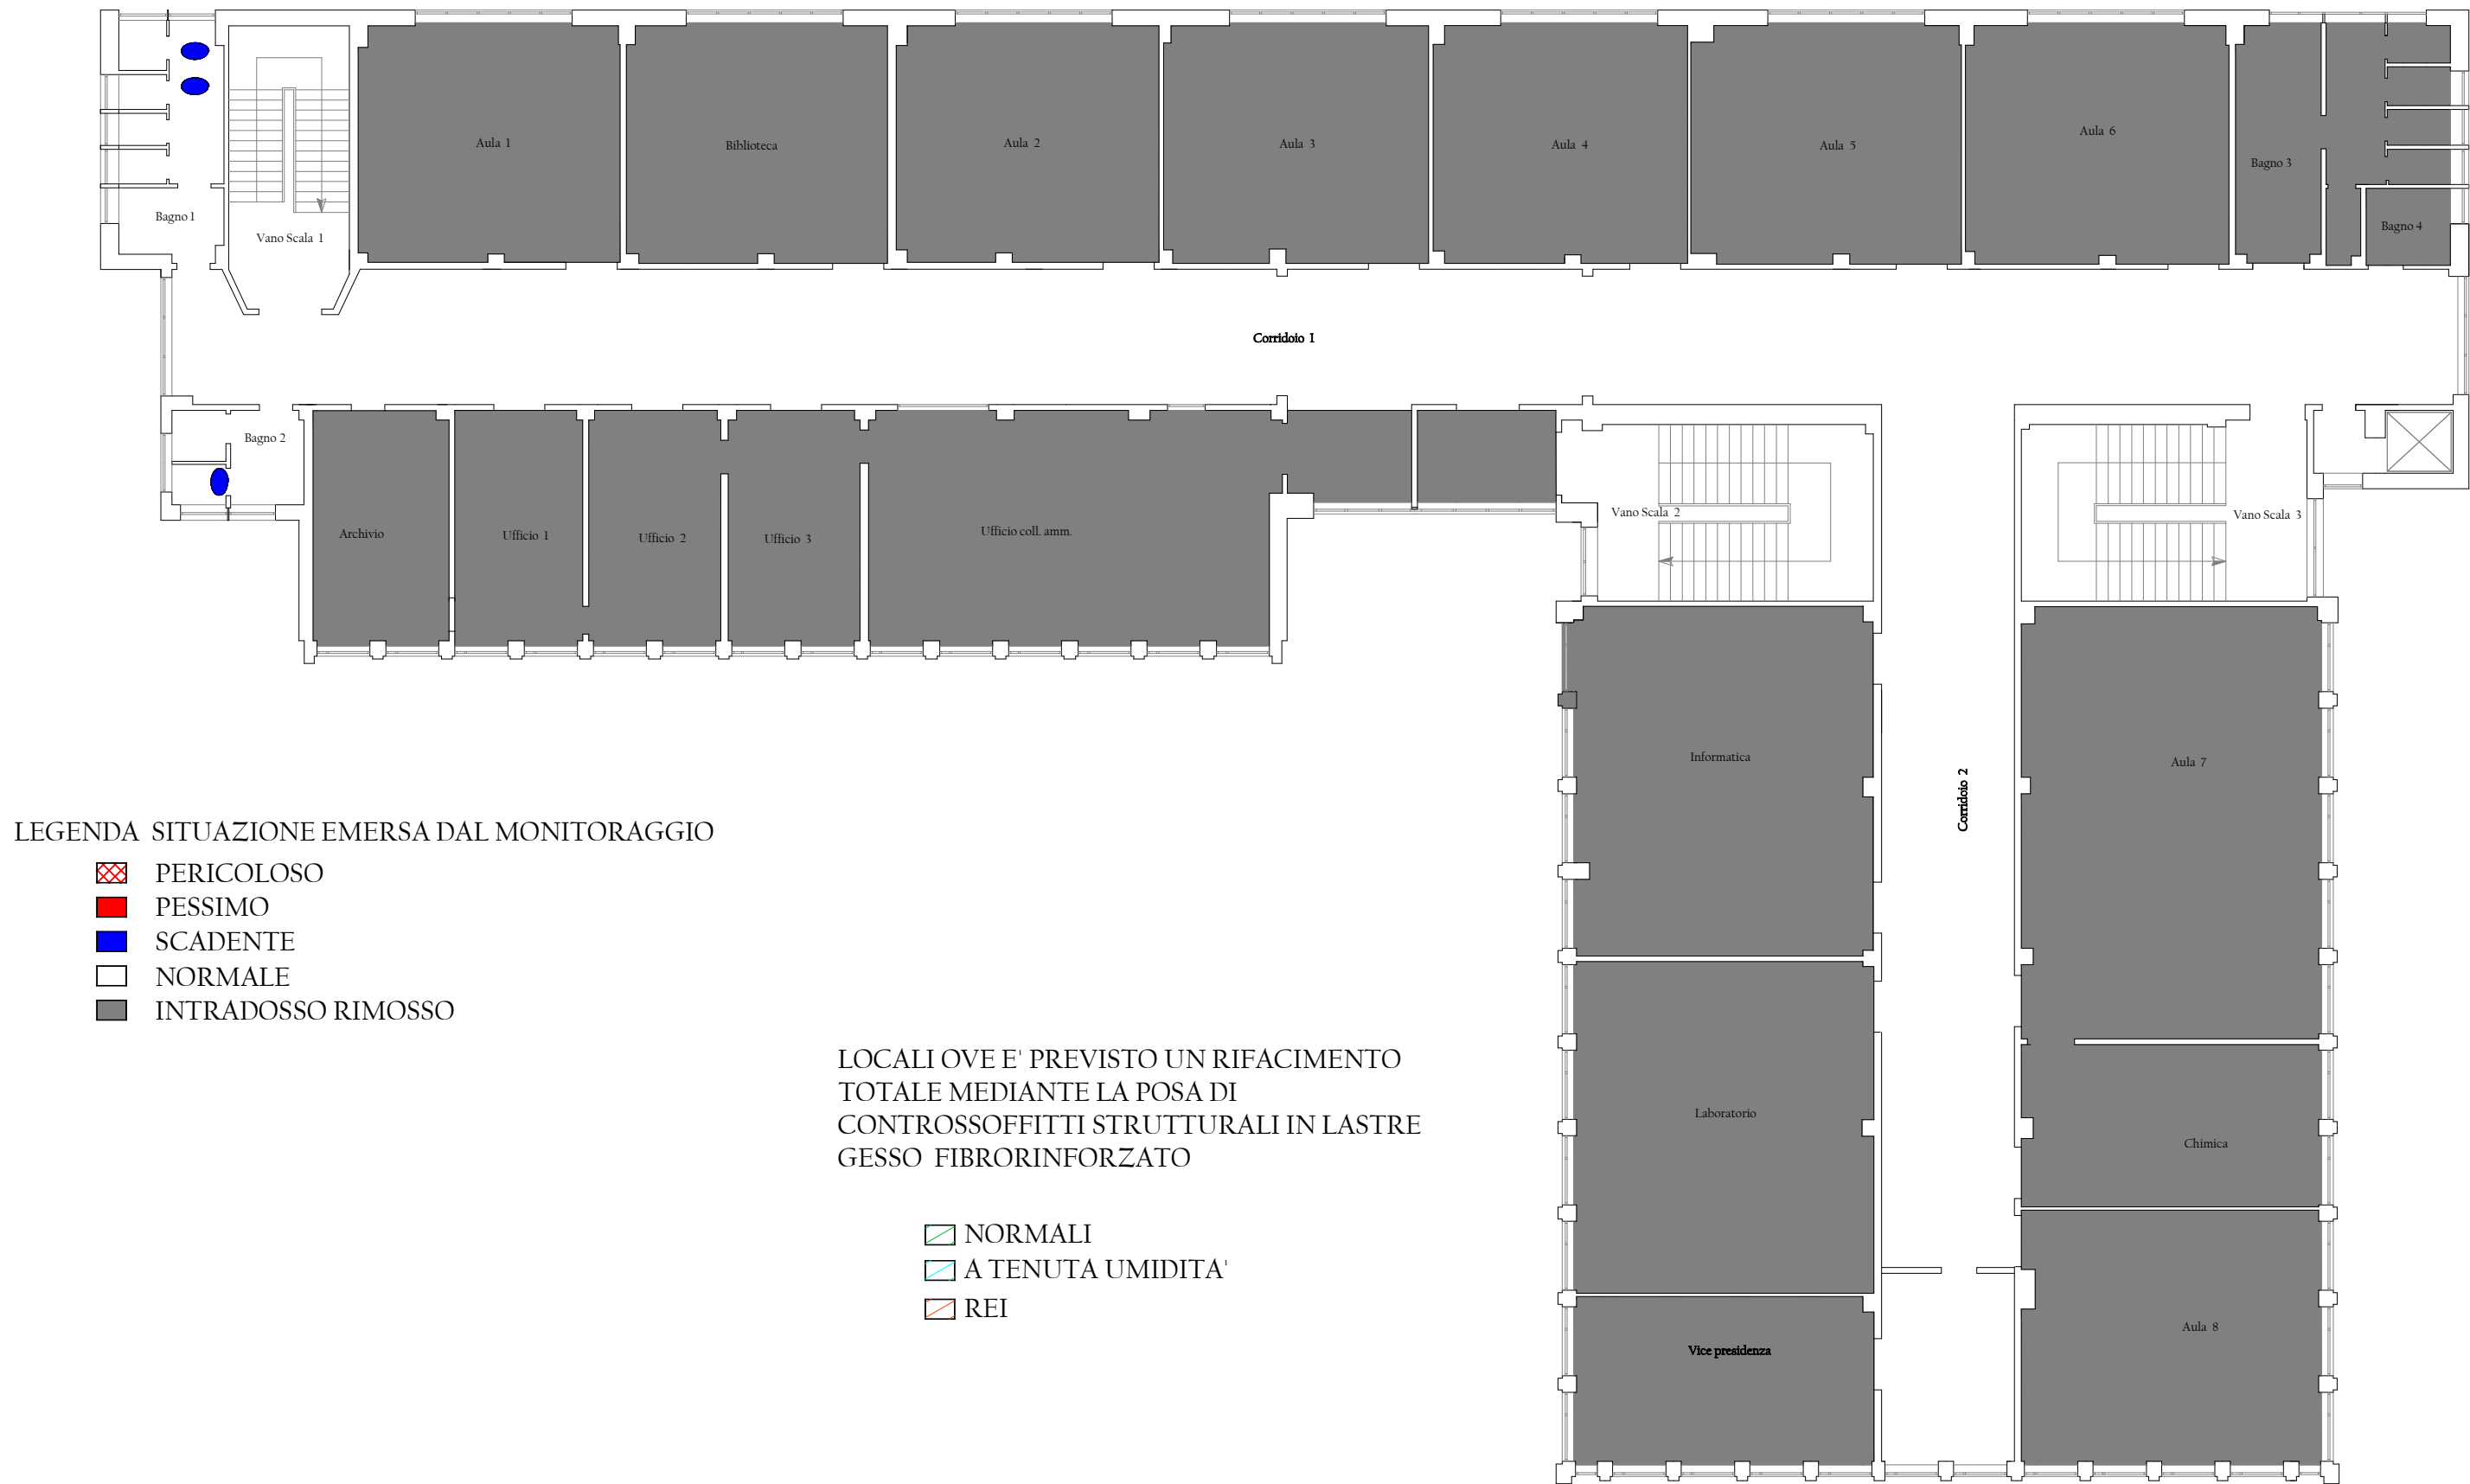 Aula 1
Biblioteca
Aula 2
Aula 3
Aula 4
Aula 5
Aula 6
Bagno 3
Bagno 4
Bagno 1
Vano Scala 1
Corridoio 1
Bagno 2
Archivio
Ufficio 1
Ufficio 2
Ufficio 3
Ufficio coll. amm.
Vano Scala 2
Vano Scala 3
Informatica
Corridoio 2
Aula 7
Laboratorio
Chimica
Vice presidenza
Aula 8
LEGENDA SITUAZIONE EMERSA DAL MONITORAGGIO
PERICOLOSO
PESSIMO
SCADENTE
NORMALE
INTRADOSSO RIMOSSO
LOCALI OVE E' PREVISTO UN RIFACIMENTO
TOTALE MEDIANTE LA POSA DI
CONTROSSOFFITTI STRUTTURALI IN LASTRE
GESSO FIBRORINFORZATO
NORMALI
A TENUTA UMIDITA'
REI